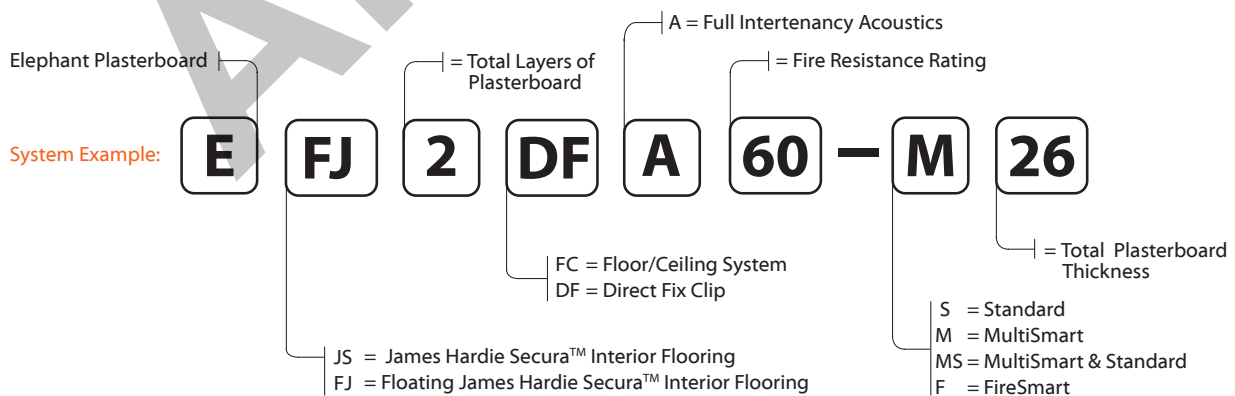 A = Full Intertenancy Acoustics
Elephant Plasterboard
= Total Layers of
Plasterboard
= Fire Resistance Rating
System Example: E FJ 2 DF A 60 – M 26
FC = Floor/Ceiling System
DF = Direct Fix Clip
= Total Plasterboard
Thickness
JS = James Hardie Secura™ Interior Flooring
FJ = Floating James Hardie Secura™ Interior Flooring
S = Standard
M = MultiSmart
MS = MultiSmart & Standard
F = FireSmart